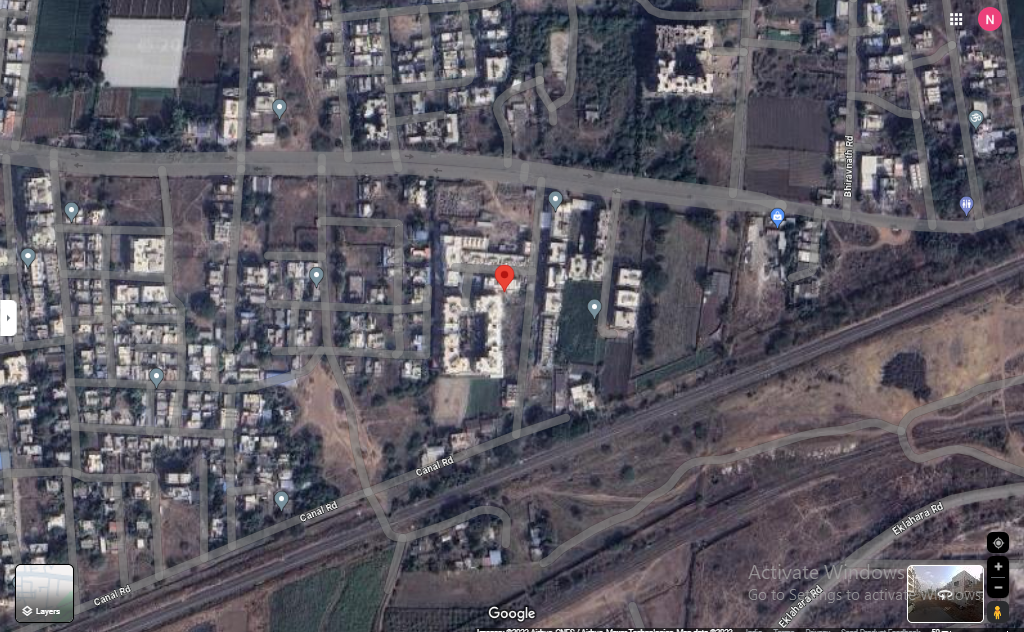 N
Bhiravnath Rd
Canal Rd
Canal Rd
Canal Rd
Eklahara Rd
Eklahara Rd
Activate Windows
Go to Settings to activate Windows.
Layers
Google